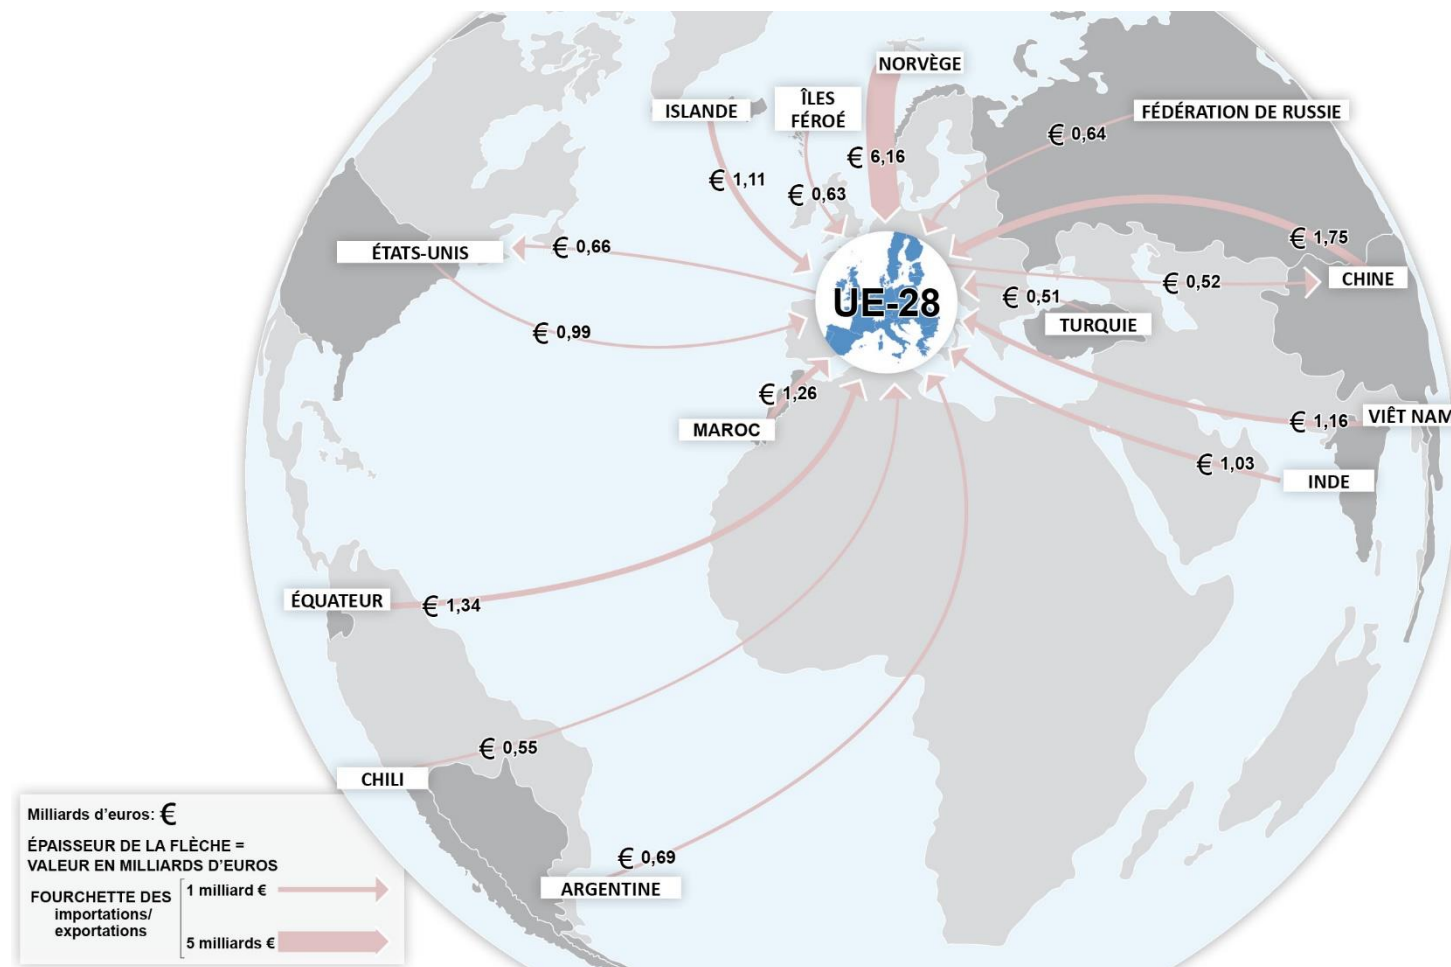 NORVÈGE
ÎLES
FÉROÉ
ISLANDE
FÉDÉRATION DE RUSSIE
€ 0,64
€ 6,16
€ 1,11
€ 0,63
€ 1,75
ÉTATS-UNIS
€ 0,66
CHINE
€ 0,52
€ 0,51
UE-28
TURQUIE
€ 0,99
€ 1,26
MAROC
€ 1,16
VIÊT NAM
€ 1,03
INDE
ÉQUATEUR
€ 1,34
€ 0,55
CHILI
€ 0,69
ARGENTINE
Milliards d’euros: €
ÉPAISSEUR DE LA FLÈCHE =
VALEUR EN MILLIARDS D’EUROS
FOURCHETTE DES
importations/
exportations
1 milliard €
5 milliards €